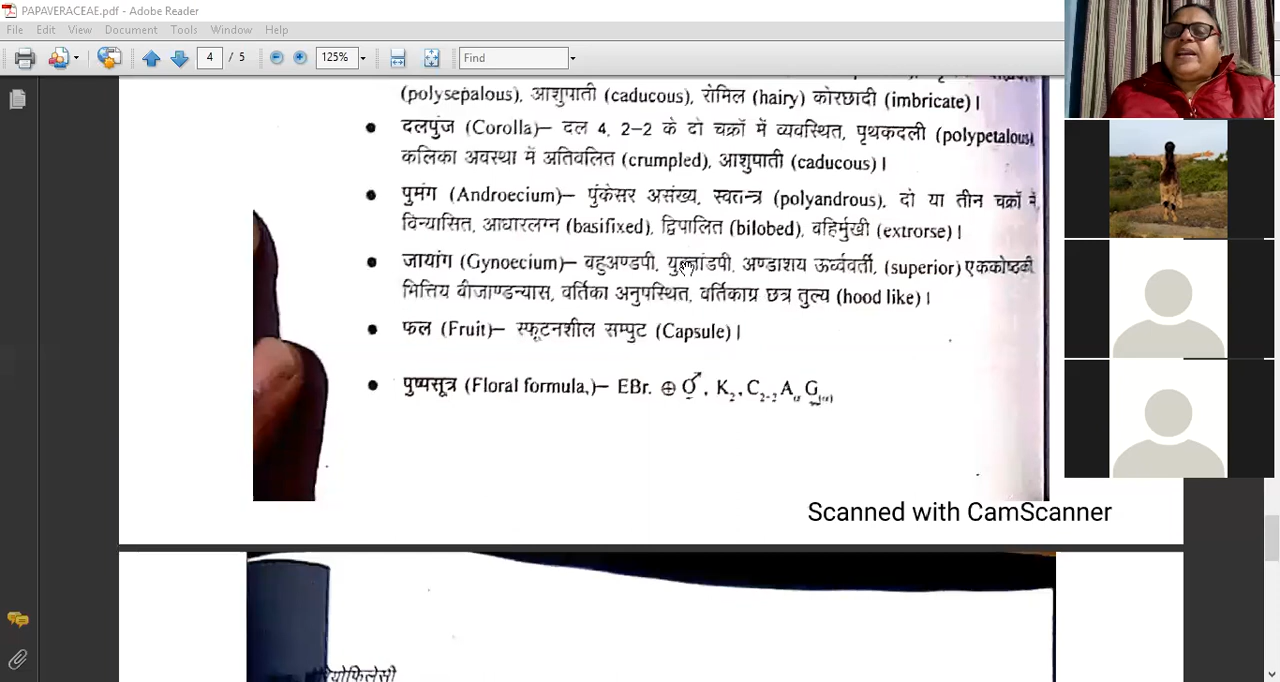 PAPAVERACEAE.pdf - Adobe Reader
File Edit View Document Tools Window Help
4 / 5 125% Find
(polysepalous), आशुपाती (caducous), रोमिल (hairy) कोरछादी (imbricate)।
• दलपुंज (Corolla)– दल 4, 2–2 के दो चक्रों में व्यवस्थित, पृथकदली (polypetalous),
कलिका अवस्था में अतिवलित (crumpled), आशुपाती (caducous)।
• पुमंग (Androecium)– पुंकेसर असंख्य, स्वतन्त्र (polyandrous), दो या तीन चक्रों में,
विन्यासित, आधारलग्न (basifixed), द्विपालित (bilobed), वहिर्मुखी (extrorse)।
• जायांग (Gynoecium)– वहुअण्डपी, युक्तांडपी, अण्डाशय ऊर्ध्ववर्ती, (superior) एककोष्ठकी
भित्तिय वीजाण्डन्यास, वर्तिका अनुपस्थित, वर्तिकाग्र छत्र तुल्य (hood like)।
• फल (Fruit)– स्फूटनशील सम्पुट (Capsule)।
• पुष्पसूत्र (Floral formula,)– EBr. ⊕ ⚥, K2, C2-2 A G
Scanned with CamScanner